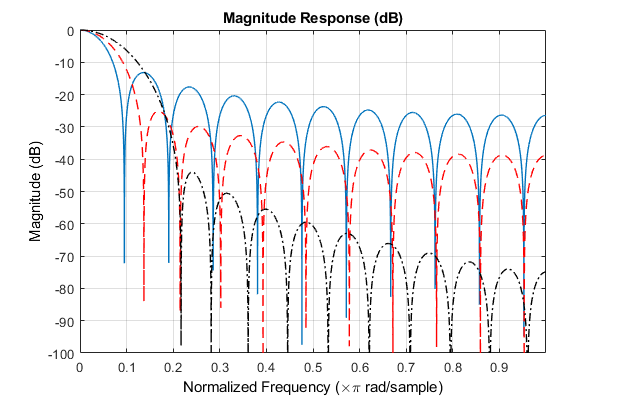 Magnitude Response (dB)
0
-10
-20
-30
-40
-50
-60
-70
-80
-90
-100
Magnitude (dB)
0 0.1 0.2 0.3 0.4 0.5 0.6 0.7 0.8 0.9
Normalized Frequency (×π rad/sample)